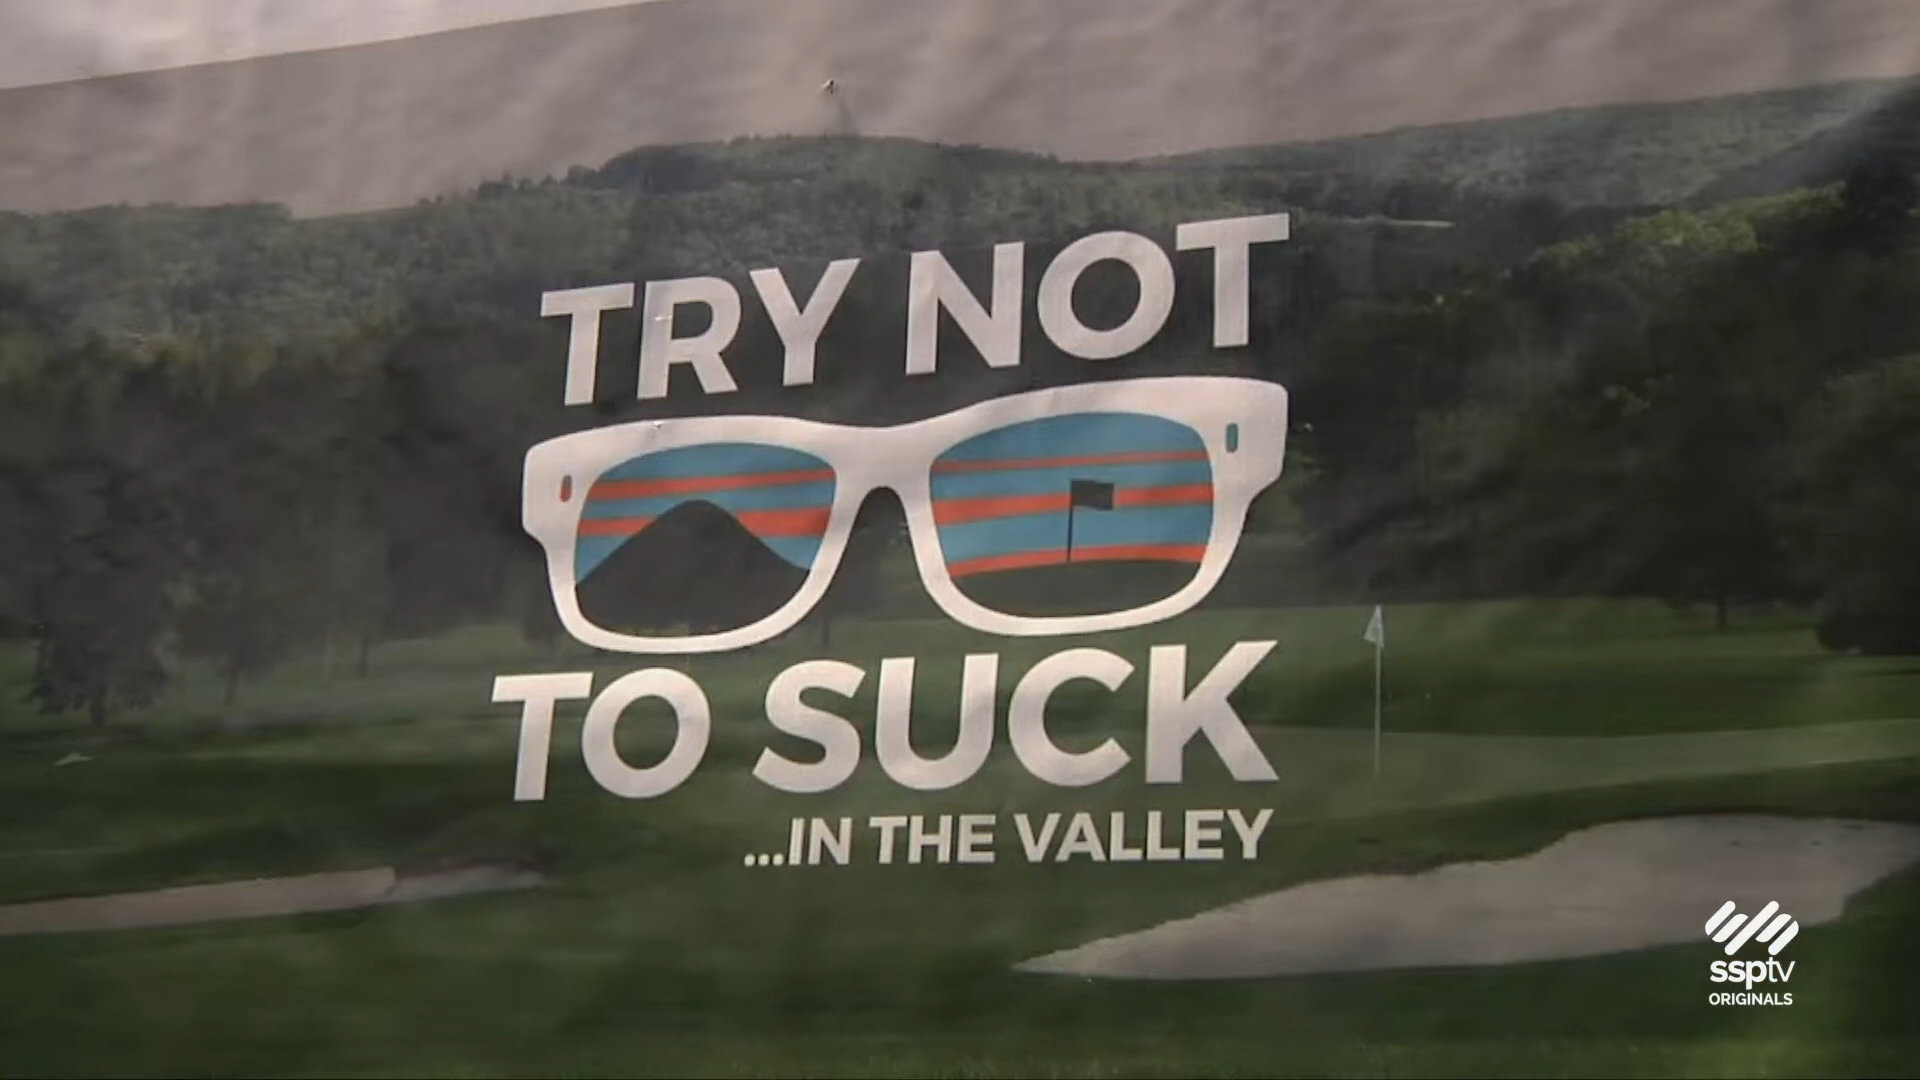 TRY NOT
TO SUCK
...IN THE VALLEY
ssptv
ORIGINALS